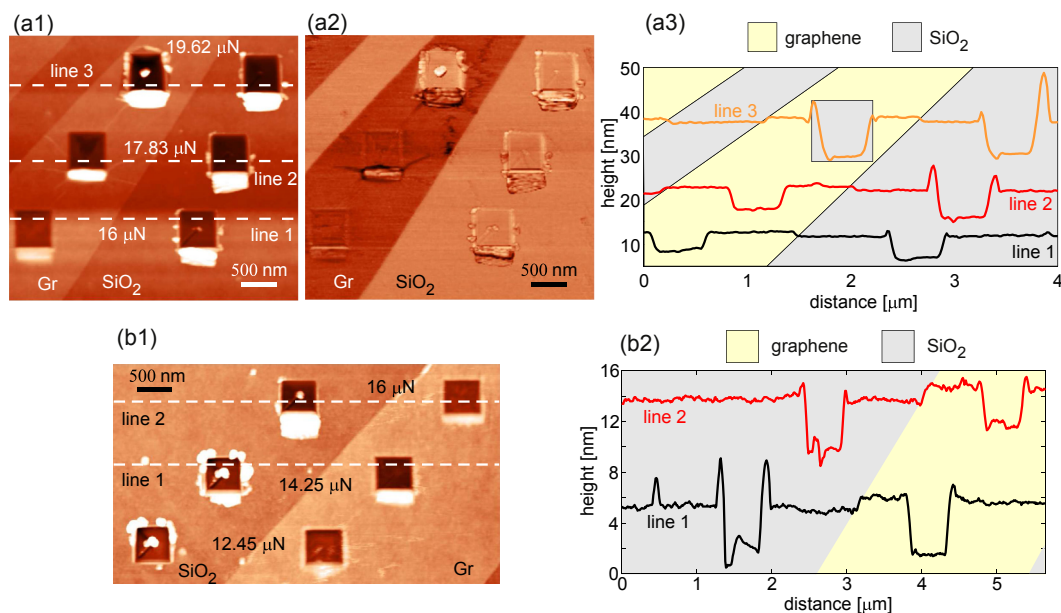 (a1)
19.62 μN
line 3
17.83 μN
line 2
16 μN
line 1
Gr
SiO2
500 nm
(a2)
Gr
SiO2
500 nm
(a3)
graphene
SiO2
50
40
30
20
10
height [nm]
line 3
line 2
line 1
0
1
2
3
4
distance [μm]
(b1)
500 nm
16 μN
line 2
line 1
14.25 μN
12.45 μN
SiO2
Gr
(b2)
graphene
SiO2
16
12
8
4
0
height [nm]
line 2
line 1
0
1
2
3
4
5
distance [μm]